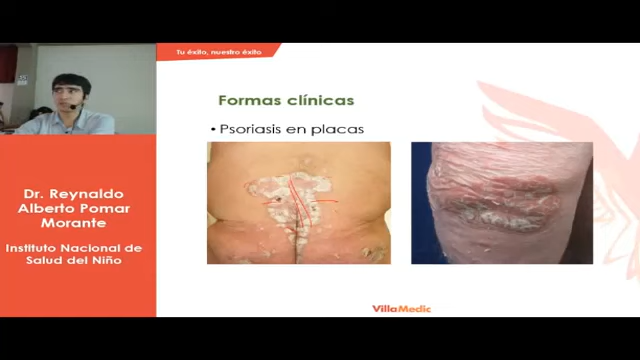 Tu éxito, nuestro éxito
Formas clínicas
• Psoriasis en placas
Dr. Reynaldo
Alberto Pomar
Morante
Instituto Nacional de
Salud del Niño
VillaMedic